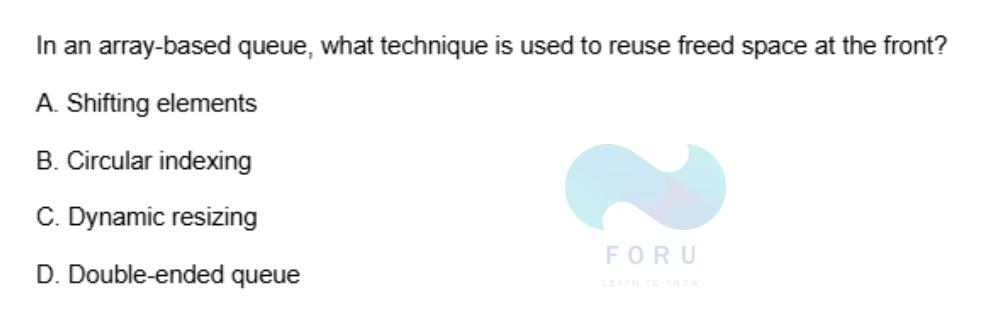 In an array-based queue, what technique is used to reuse freed space at the front?
A. Shifting elements
B. Circular indexing
C. Dynamic resizing
D. Double-ended queue
FORU
LEARN TO KNOW